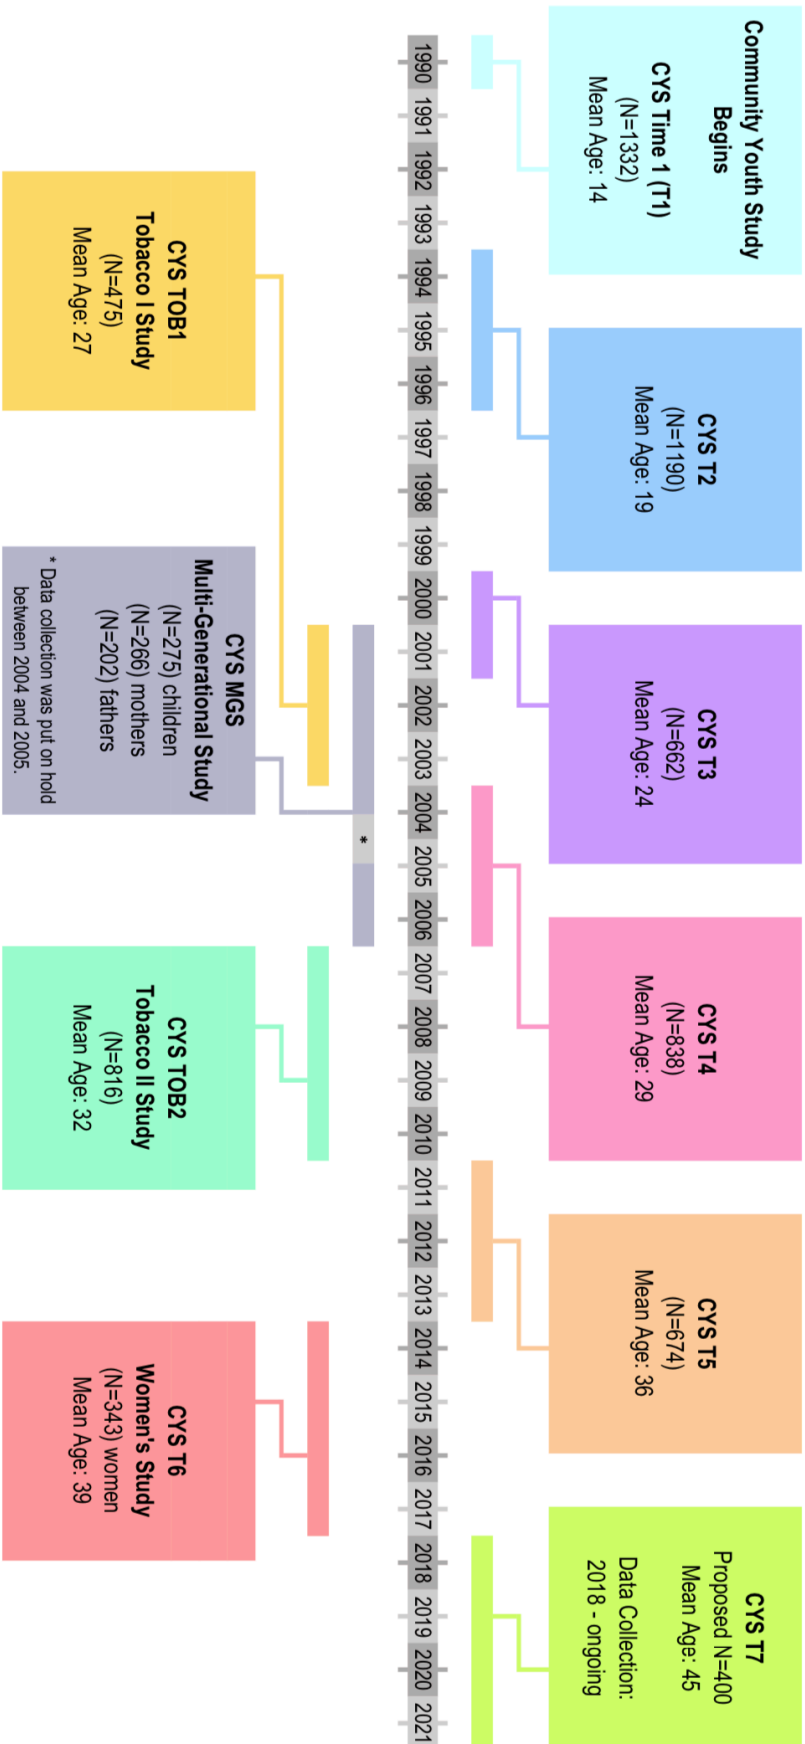 Community Youth Study
Begins
CYS Time 1 (T1)
(N=1332)
Mean Age: 14
CYS T2
(N=1190)
Mean Age: 19
CYS T3
(N=662)
Mean Age: 24
CYS T4
(N=838)
Mean Age: 29
CYS T5
(N=674)
Mean Age: 36
CYS T7
Proposed N=400
Mean Age: 45
Data Collection:
2018 - ongoing
1990 1991 1992 1993 1994 1995 1996 1997 1998 1999 2000 2001 2002 2003 2004 2005 2006 2007 2008 2009 2010 2011 2012 2013 2014 2015 2016 2017 2018 2019 2020 2021
*
CYS TOB1
Tobacco I Study
(N=475)
Mean Age: 27
CYS MGS
Multi-Generational Study
(N=275) children
(N=266) mothers
(N=202) fathers
* Data collection was put on hold
between 2004 and 2005.
CYS TOB2
Tobacco II Study
(N=816)
Mean Age: 32
CYS T6
Women's Study
(N=343) women
Mean Age: 39